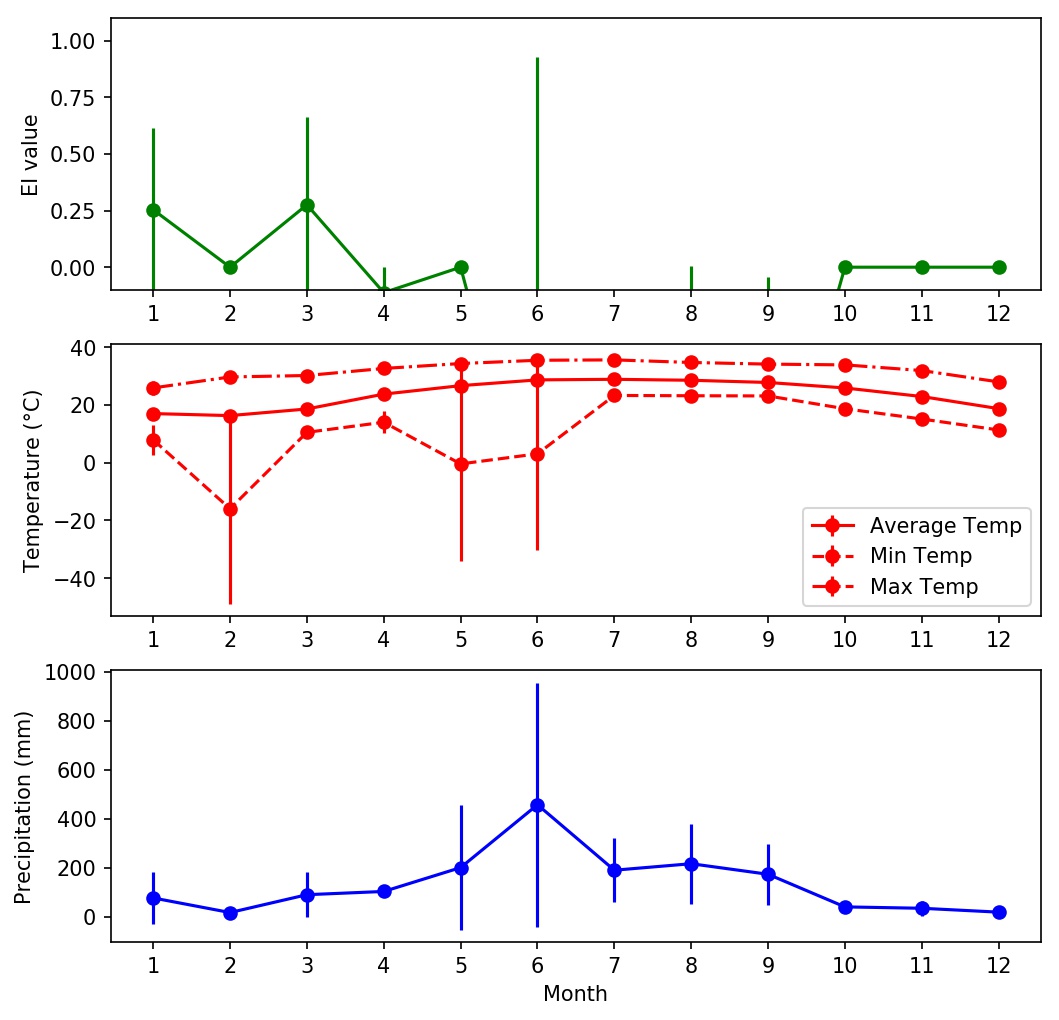 EI value
1.00
0.75
0.50
0.25
0.00
1 2 3 4 5 6 7 8 9 10 11 12
Temperature (°C)
40
20
0
−20
−40
Average Temp
Min Temp
Max Temp
1 2 3 4 5 6 7 8 9 10 11 12
Precipitation (mm)
1000
800
600
400
200
0
1 2 3 4 5 6 7 8 9 10 11 12
Month